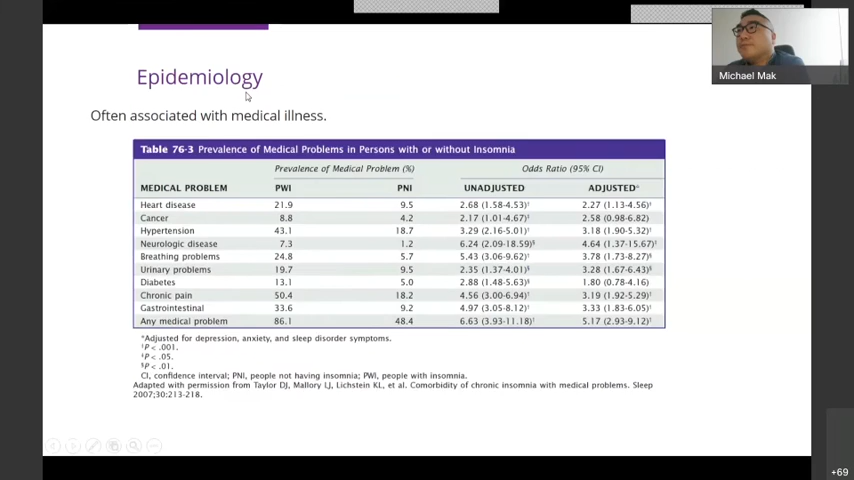 Michael Mak
Epidemiology
Often associated with medical illness.
Table 76-3 Prevalence of Medical Problems in Persons with or without Insomnia
Prevalence of Medical Problem (%) Odds Ratio (95% CI)
MEDICAL PROBLEM PWI PNI UNADJUSTED ADJUSTED*
Heart disease 21.9 9.5 2.68 (1.58-4.53)† 2.27 (1.13-4.56)‡
Cancer 8.8 4.2 2.17 (1.01-4.67)‡ 2.58 (0.98-6.82)
Hypertension 43.1 18.7 3.29 (2.16-5.01)† 3.18 (1.90-5.32)†
Neurologic disease 7.3 1.2 6.24 (2.09-18.59)§ 4.64 (1.37-15.67)‡
Breathing problems 24.8 5.7 5.43 (3.06-9.62)† 3.78 (1.73-8.27)§
Urinary problems 19.7 9.5 2.35 (1.37-4.01)§ 3.28 (1.67-6.43)§
Diabetes 13.1 5.0 2.88 (1.48-5.63)§ 1.80 (0.78-4.16)
Chronic pain 50.4 18.2 4.56 (3.00-6.94)† 3.19 (1.92-5.29)†
Gastrointestinal 33.6 9.2 4.97 (3.05-8.12)† 3.33 (1.83-6.05)†
Any medical problem 86.1 48.4 6.63 (3.93-11.18)† 5.17 (2.93-9.12)†
*Adjusted for depression, anxiety, and sleep disorder symptoms.
†P < .001.
‡P < .05.
§P < .01.
CI, confidence interval; PNI, people not having insomnia; PWI, people with insomnia.
Adapted with permission from Taylor DJ, Mallory LJ, Lichstein KL, et al. Comorbidity of chronic insomnia with medical problems. Sleep
2007;30:213-218.
+69